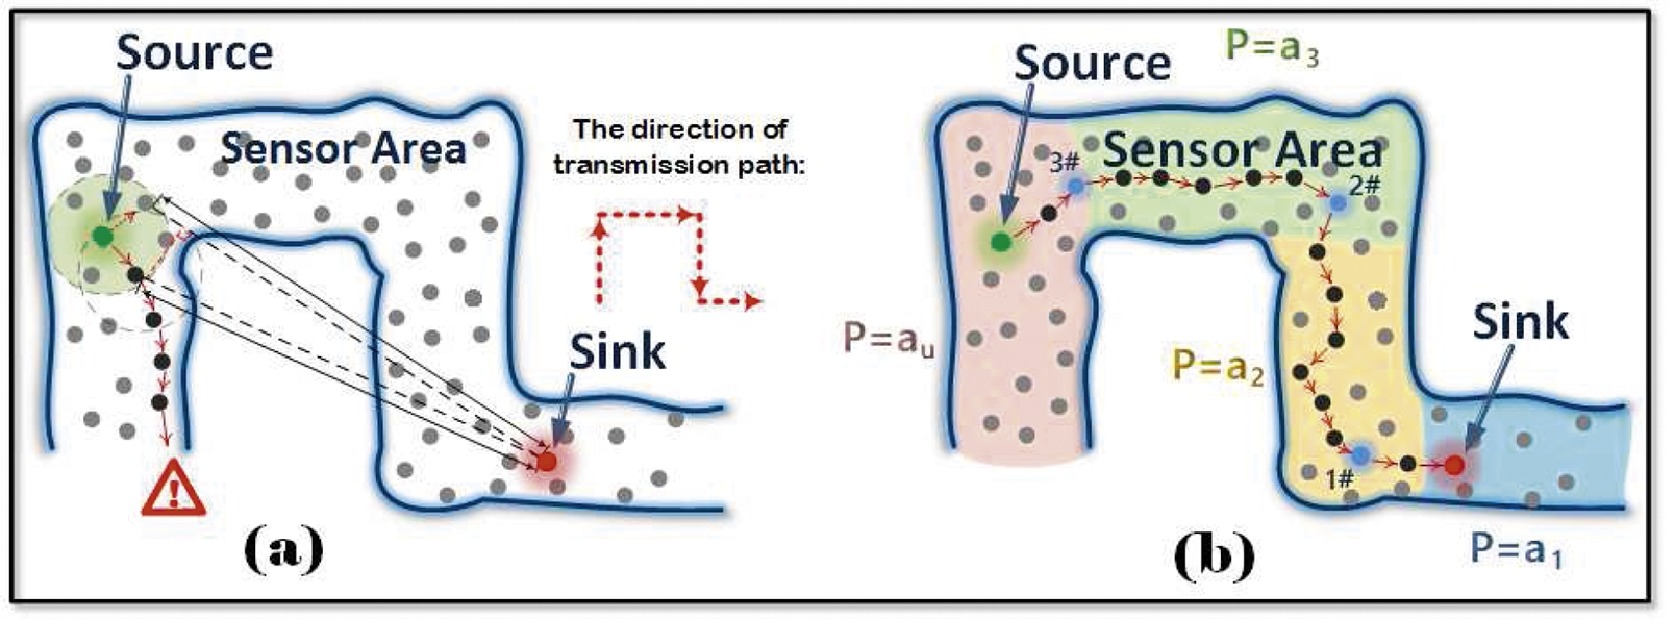 Source
Sensor Area
The direction of
transmission path:
Sink
(a)
P=a3
Source
3#
Sensor Area
2#
P=au
P=a2
Sink
1#
(b)
P=a1